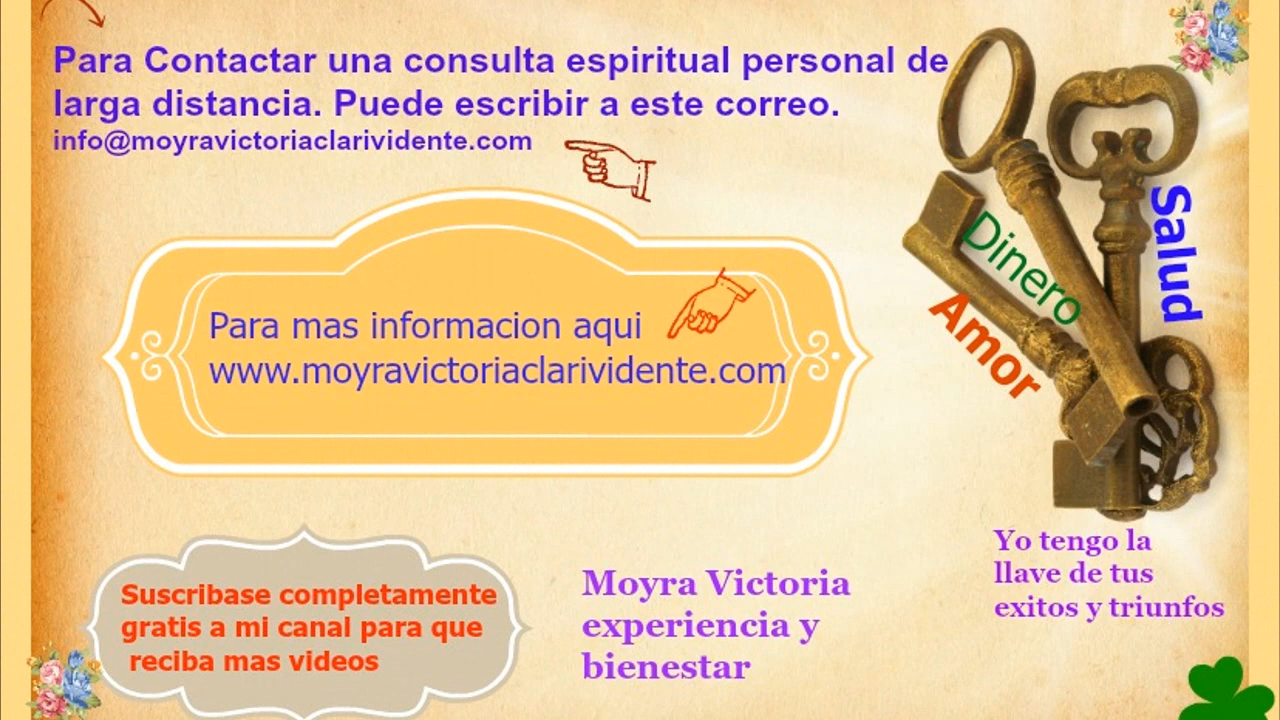 Para Contactar una consulta espiritual personal de
larga distancia. Puede escribir a este correo.
info@moyravictoriaclarividente.com
Para mas informacion aqui
www.moyravictoriaclarividente.com
Dinero
Salud
Amor
Yo tengo la
llave de tus
exitos y triunfos
Suscribase completamente
gratis a mi canal para que
reciba mas videos
Moyra Victoria
experiencia y
bienestar